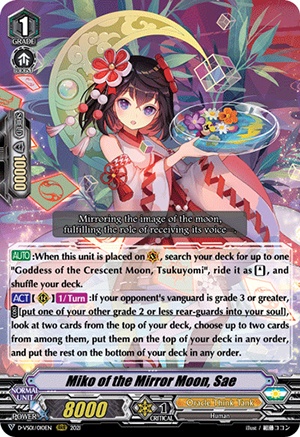 1
GRADE
BOOST
10000
Mirroring the image of the moon,
fulfilling the role of receiving its voice...
AUTO :When this unit is placed on , search your deck for up to one
"Goddess of the Crescent Moon, Tsukuyomi", ride it as [ ], and
shuffle your deck.
ACT [ ] 1/Turn :If your opponent's vanguard is grade 3 or greater,
[put one of your other grade 2 or less rear-guards into your soul],
look at two cards from the top of your deck, choose up to two cards
from among them, put them on the top of your deck in any order,
and put the rest on the bottom of your deck in any order.
NORMAL
UNIT
Miko of the Mirror Moon, Sae
POWER
8000
1
CRITICAL
Oracle Think Tank
Human
D-VS01/010EN
2021
Illust /